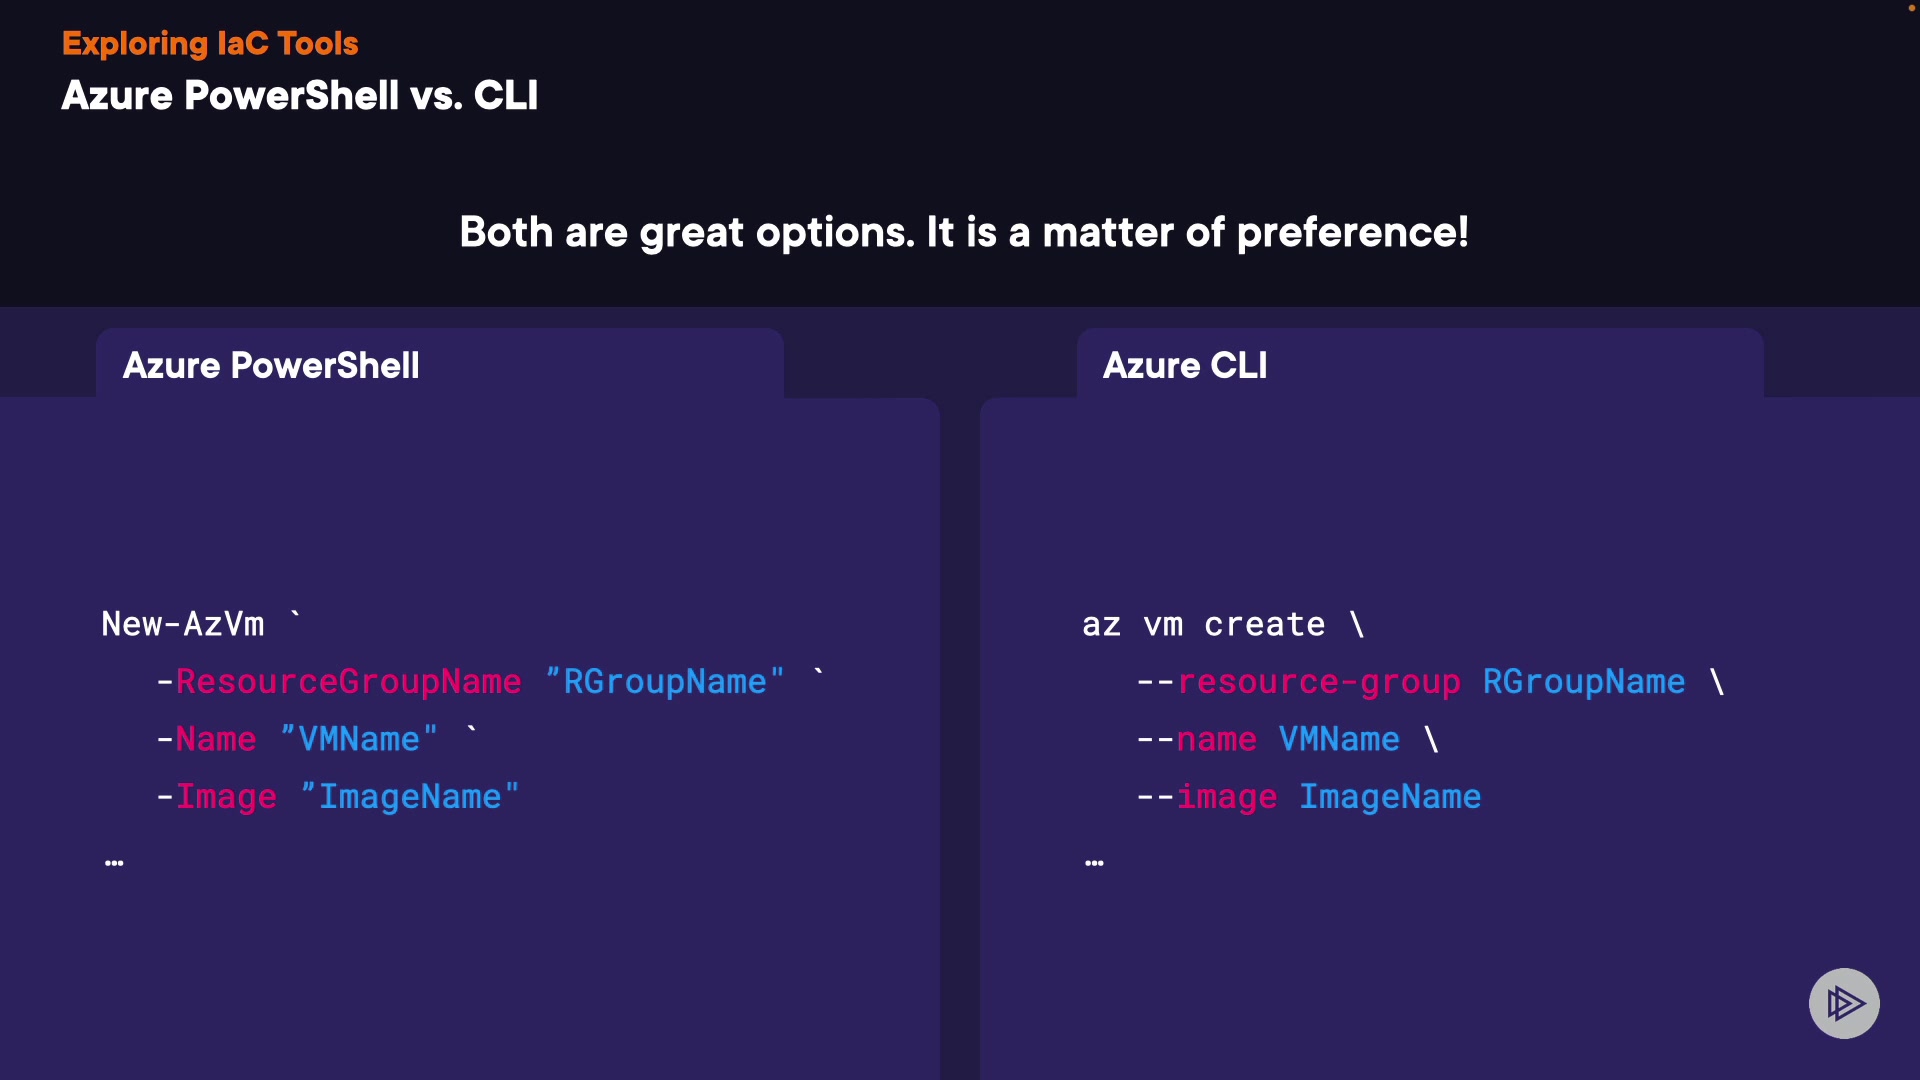 Exploring IaC Tools
Azure PowerShell vs. CLI
Both are great options. It is a matter of preference!
Azure PowerShell
New-AzVm `
-ResourceGroupName ”RGroupName" `
-Name ”VMName" `
-Image ”ImageName"
…
Azure CLI
az vm create \
--resource-group RGroupName \
--name VMName \
--image ImageName
…